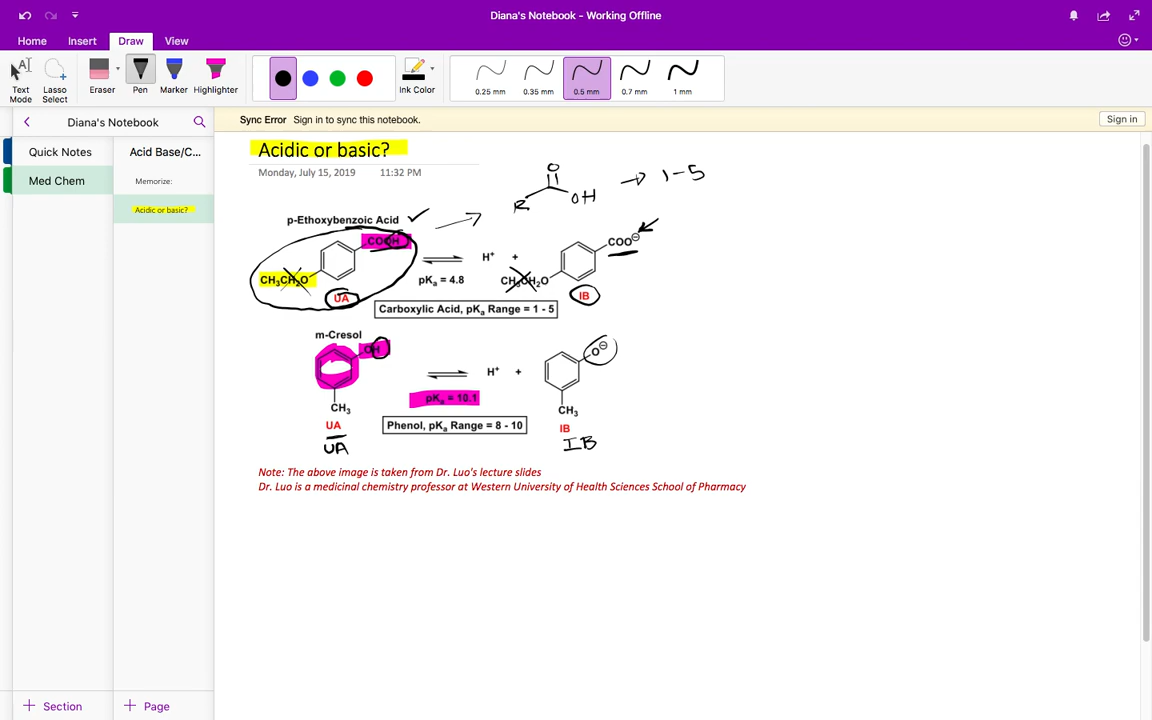 Diana's Notebook - Working Offline
Home Insert Draw View
Text Mode
Lasso Select
Eraser
Pen
Marker
Highlighter
Ink Color
0.25 mm
0.35 mm
0.5 mm
0.7 mm
1 mm
Diana's Notebook
Sync Error Sign in to sync this notebook.
Sign in
Quick Notes
Med Chem
Acid Base/C...
Memorize:
Acidic or basic?
Acidic or basic?
Monday, July 15, 2019 11:32 PM
O
R OH → 1-5
p-Ethoxybenzoic Acid
COOH
CH₃CH₂O
UA
H⁺ +
pKₐ = 4.8
COO⊖
CH₃CH₂O
IB
Carboxylic Acid, pKₐ Range = 1 - 5
m-Cresol
OH
CH₃
UA
UA
H⁺ +
pKₐ = 10.1
O⊖
CH₃
IB
IB
Phenol, pKₐ Range = 8 - 10
Note: The above image is taken from Dr. Luo's lecture slides
Dr. Luo is a medicinal chemistry professor at Western University of Health Sciences School of Pharmacy
+ Section
+ Page